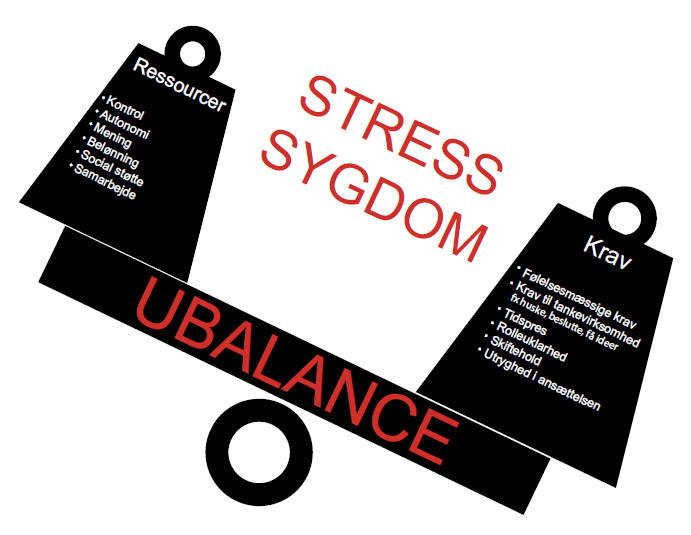 Ressourcer
• Kontrol
• Autonomi
• Mening
• Belønning
• Social støtte
• Samarbejde
STRESS
SYGDOM
Krav
• Følelsesmæssige krav
• Krav til tankevirksomhed
fx huske, beslutte, få ideer
• Tidspres
• Rolleuklarhed
• Skiftehold
• Utryghed i ansættelsen
UBALANCE